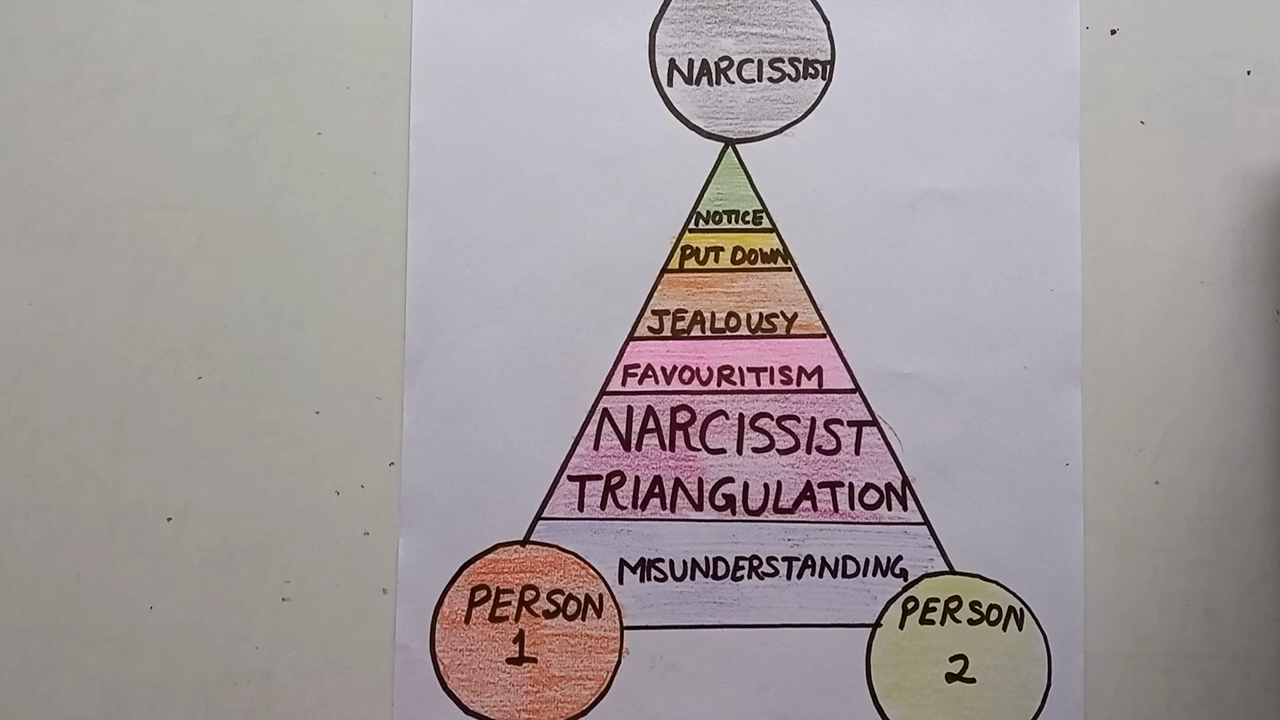 NARCISSIST
NOTICE
PUT DOWN
JEALOUSY
FAVOURITISM
NARCISSIST
TRIANGULATION
MISUNDERSTANDING
PERSON
1
PERSON
2